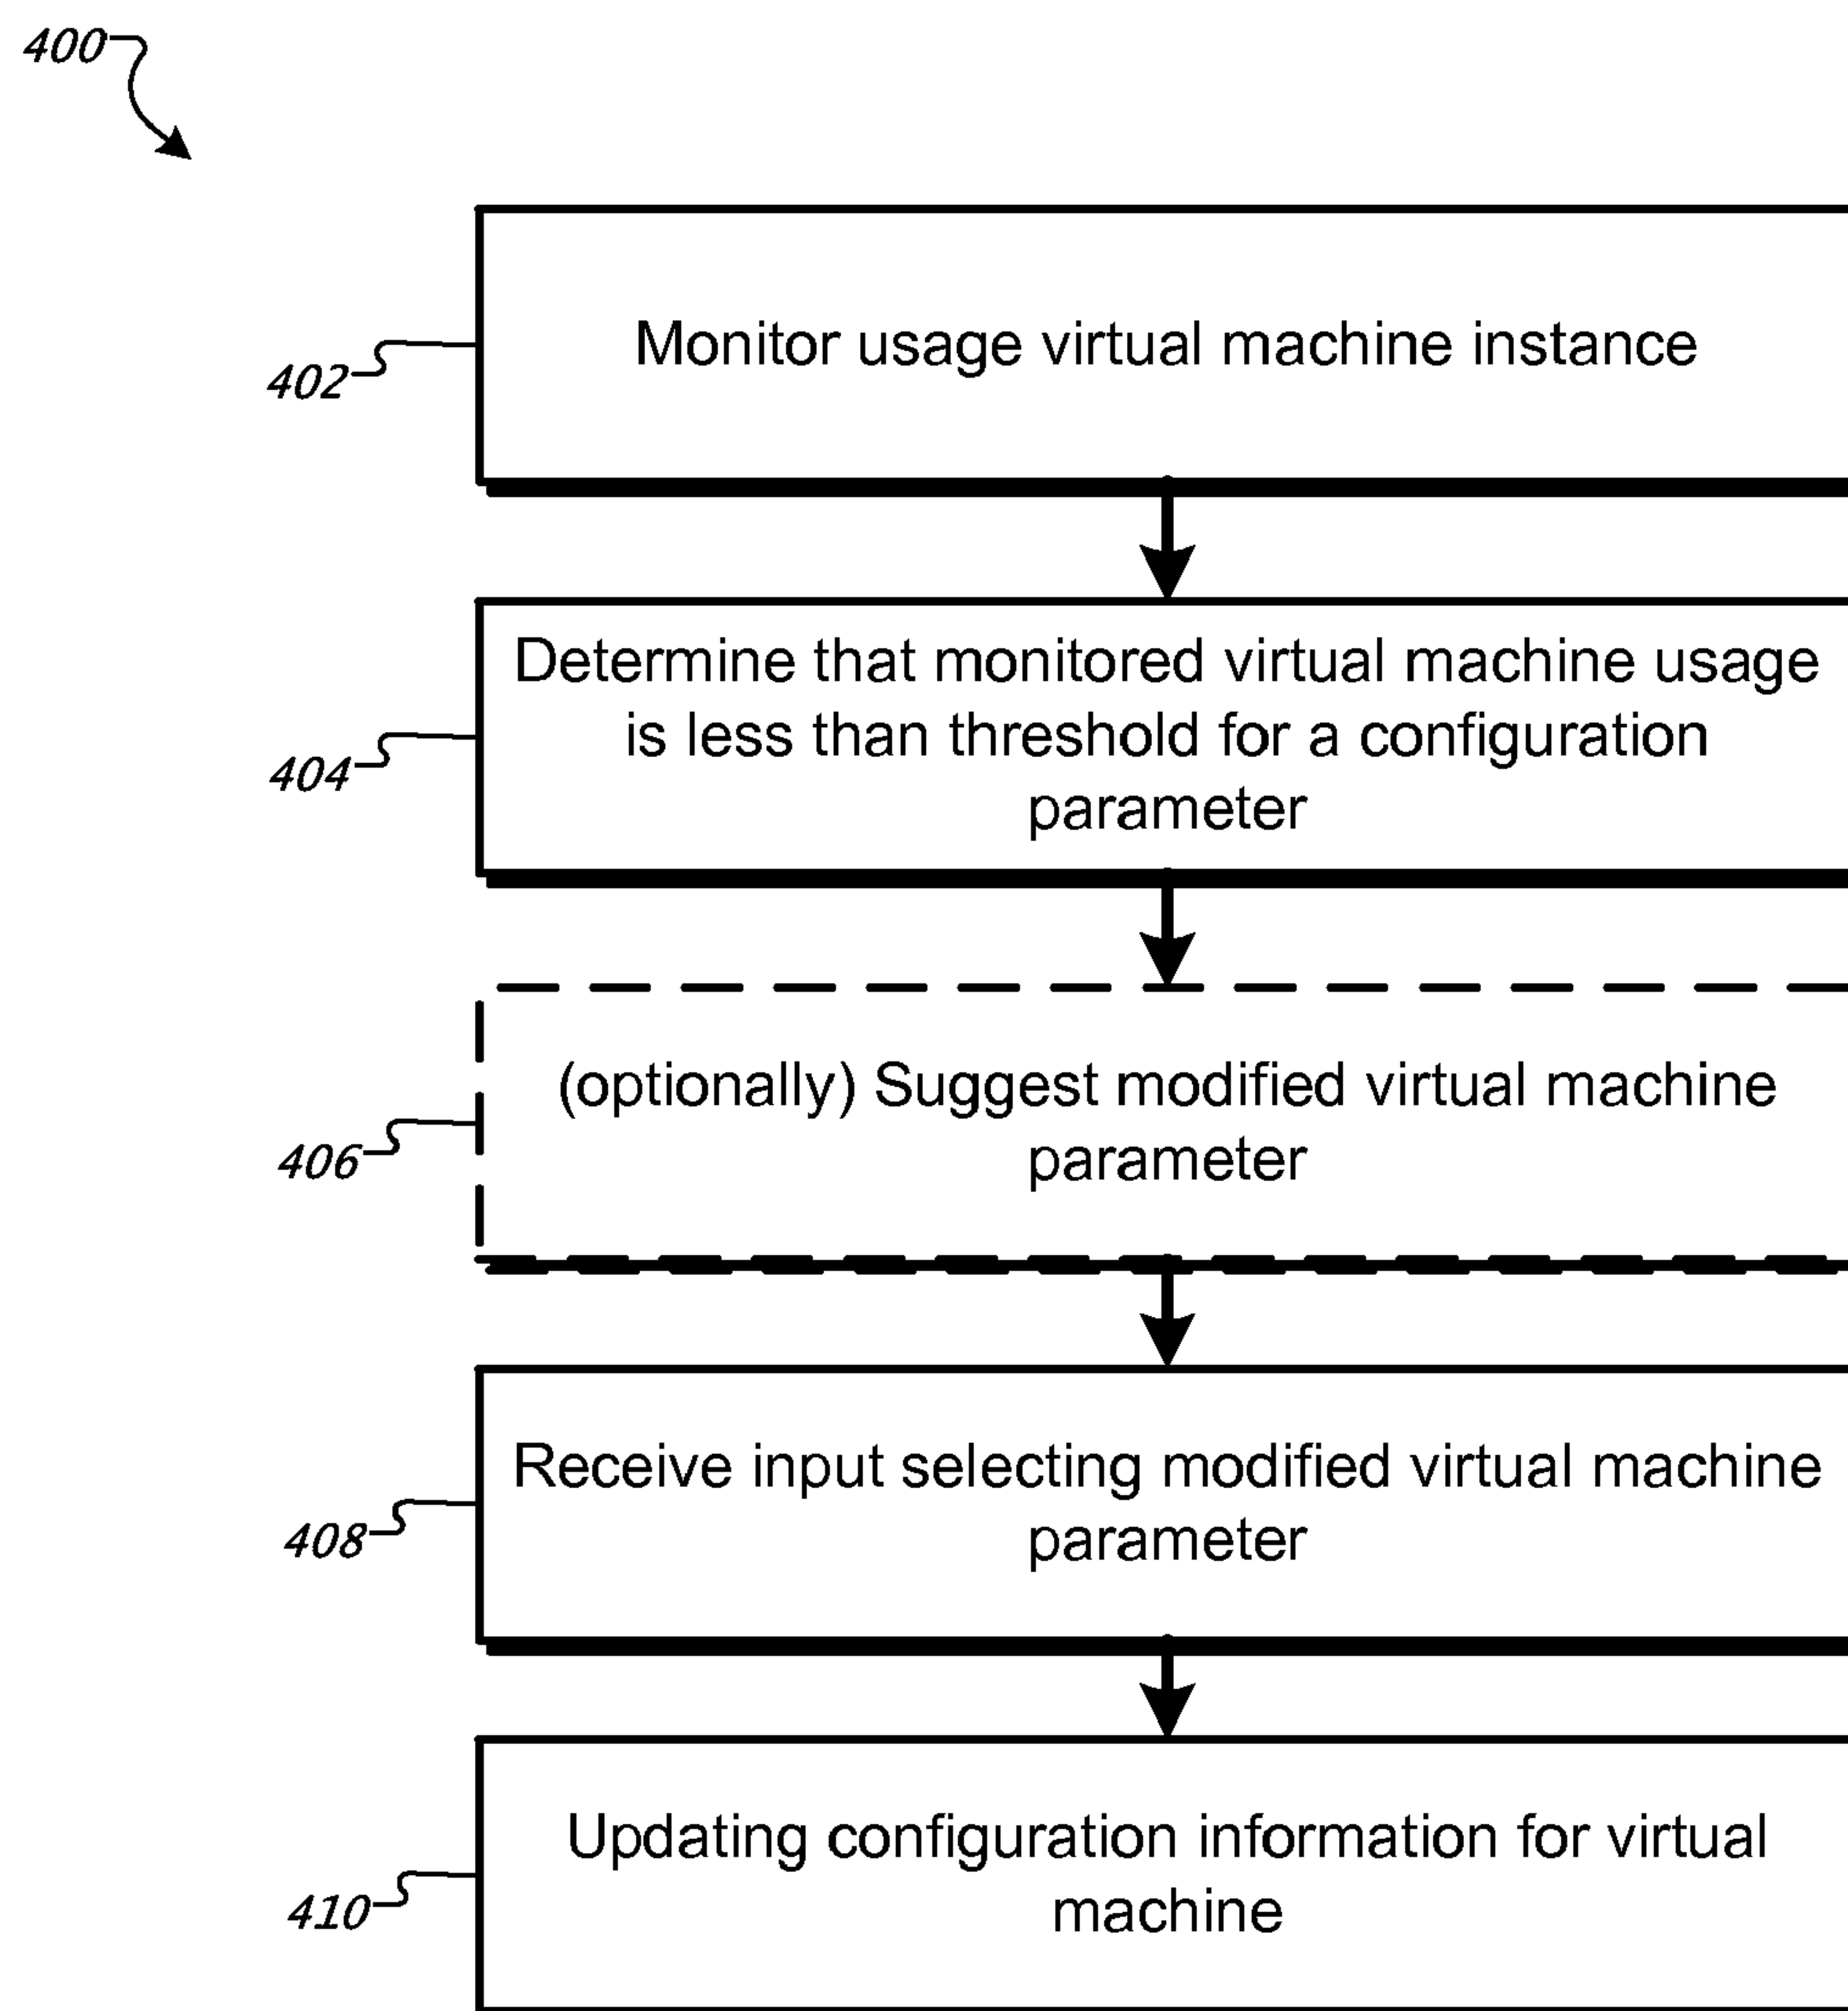 400
402
Monitor usage virtual machine instance
404
Determine that monitored virtual machine usage
is less than threshold for a configuration
parameter
406
(optionally) Suggest modified virtual machine
parameter
408
Receive input selecting modified virtual machine
parameter
410
Updating configuration information for virtual
machine